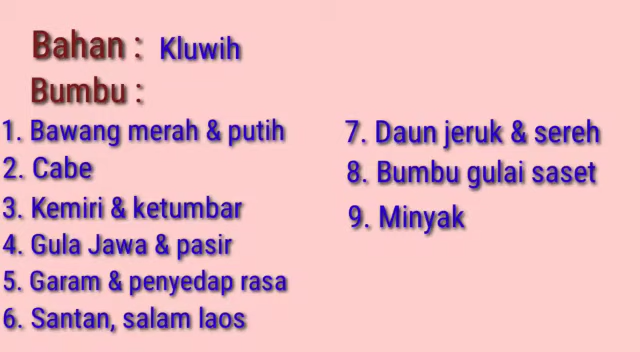 Bahan : Kluwih
Bumbu :
1. Bawang merah & putih
2. Cabe
3. Kemiri & ketumbar
4. Gula Jawa & pasir
5. Garam & penyedap rasa
6. Santan, salam laos
7. Daun jeruk & sereh
8. Bumbu gulai saset
9. Minyak